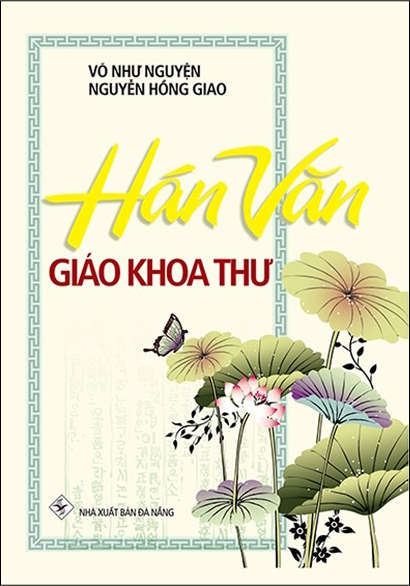 VÕ NHƯ NGUYỆN
NGUYỄN HỒNG GIAO
Hán Văn
GIÁO KHOA THƯ
NHÀ XUẤT BẢN ĐÀ NẴNG